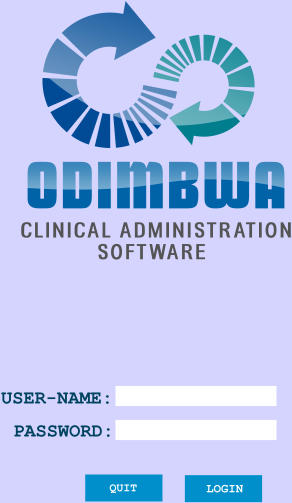 ODIMBWA
CLINICAL ADMINISTRATION
SOFTWARE
USER-NAME:
PASSWORD:
QUIT LOGIN